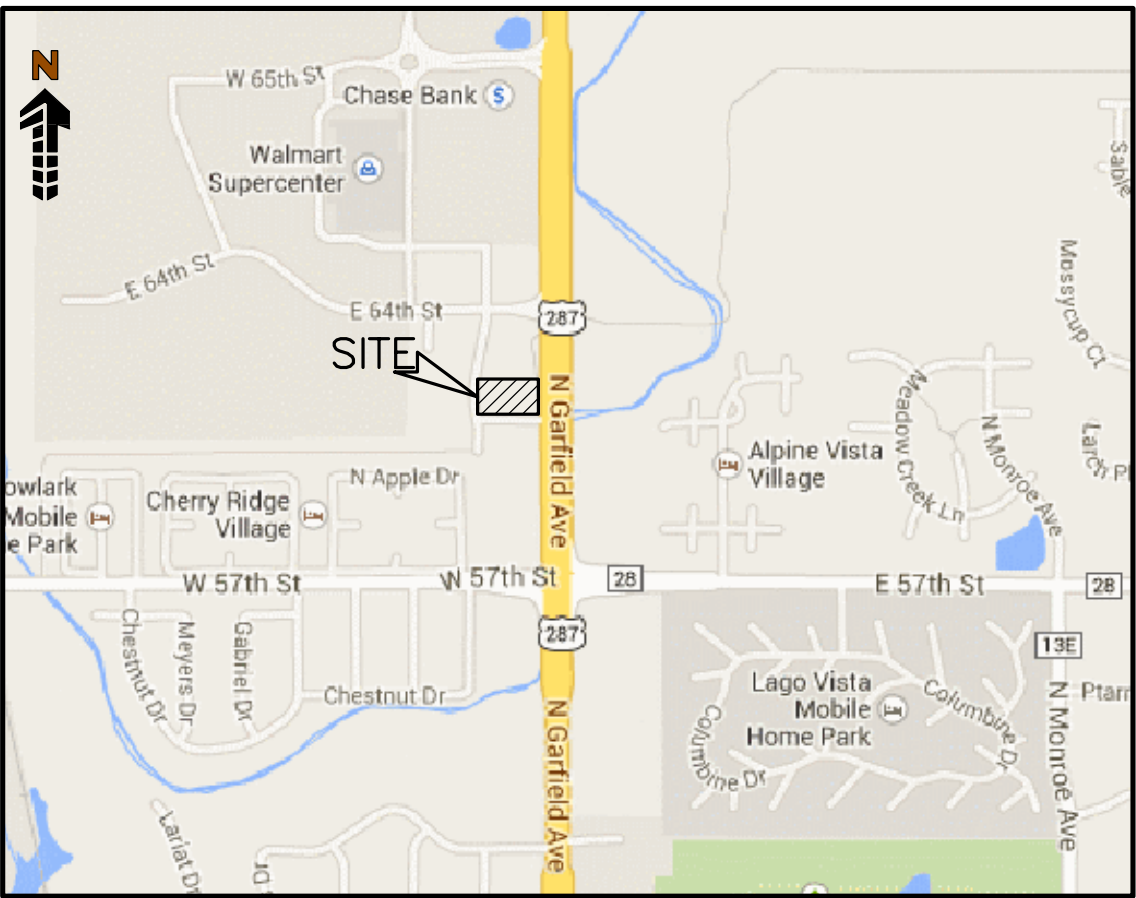 N
W 65th St
Chase Bank
$
Walmart
Supercenter
Sable
E 64th St
Mossycup Ct
E 64th St
287
SITE
N Garfield Ave
Meadow Creek Ln
N Monroe Ave
Larch Pl
Alpine Vista
Village
N Apple Dr
owlark
Mobile
e Park
Cherry Ridge
Village
W 57th St
W 57th St
28
E 57th St
28
287
13E
Chestnut Dr
Meyers Dr
Gabriel Dr
Chestnut Dr
Lago Vista
Mobile
Home Park
Columbine Dr
Columbine Dr
N Monroe Ave
Ptarm
N Garfield Ave
Lariat Dr